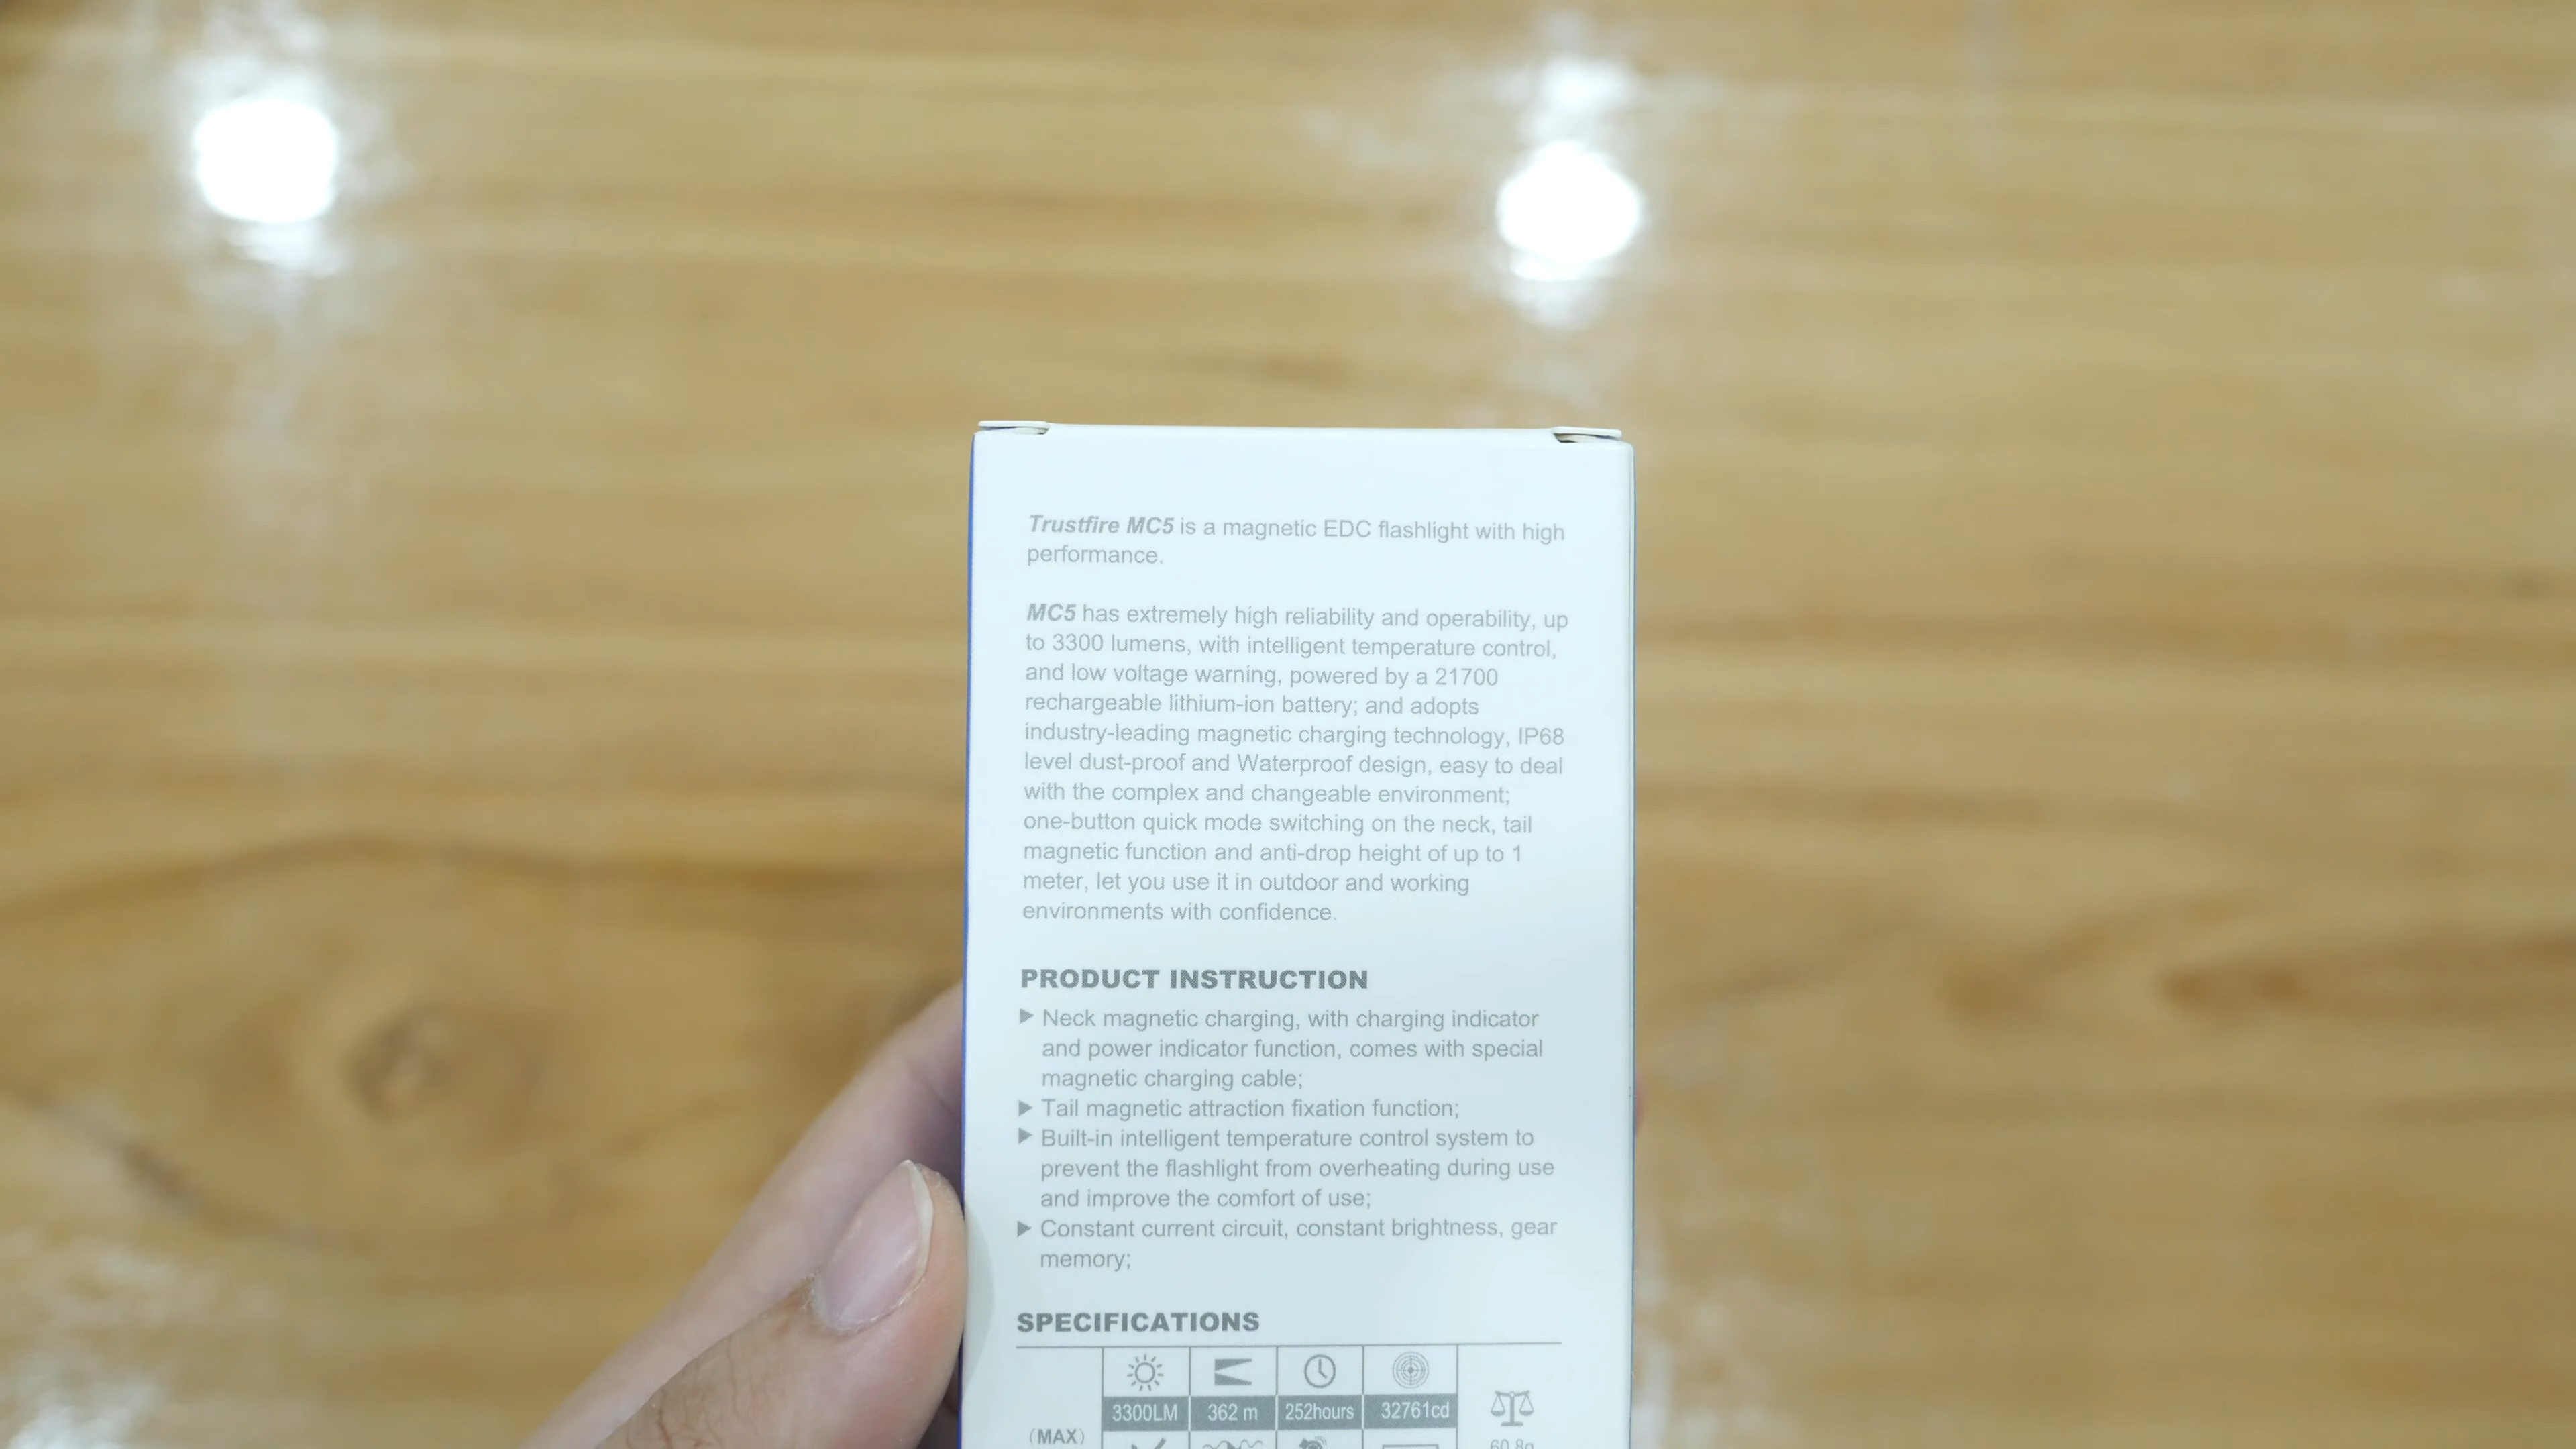 Trustfire MC5 is a magnetic EDC flashlight with high
performance.
MC5 has extremely high reliability and operability, up
to 3300 lumens, with intelligent temperature control,
and low voltage warning, powered by a 21700
rechargeable lithium-ion battery; and adopts
industry-leading magnetic charging technology, IP68
level dust-proof and Waterproof design, easy to deal
with the complex and changeable environment;
one-button quick mode switching on the neck, tail
magnetic function and anti-drop height of up to 1
meter, let you use it in outdoor and working
environments with confidence.
PRODUCT INSTRUCTION
▶ Neck magnetic charging, with charging indicator
and power indicator function, comes with special
magnetic charging cable;
▶ Tail magnetic attraction fixation function;
▶ Built-in intelligent temperature control system to
prevent the flashlight from overheating during use
and improve the comfort of use;
▶ Constant current circuit, constant brightness, gear
memory;
SPECIFICATIONS
3300LM 362 m 252hours 32761cd
(MAX)